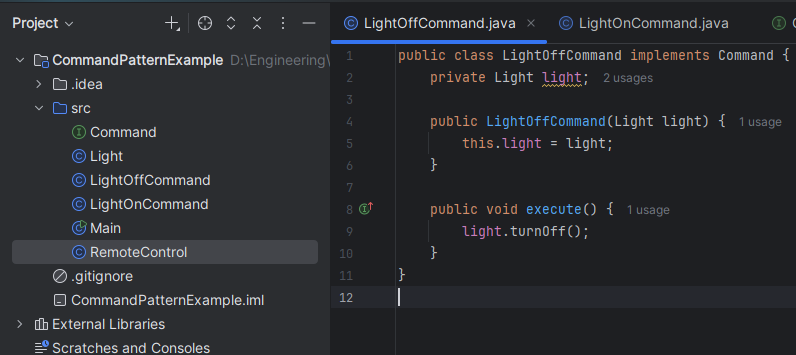 Project
CommandPatternExample D:\Engineering\
.idea
src
Command
Light
LightOffCommand
LightOnCommand
Main
RemoteControl
.gitignore
CommandPatternExample.iml
External Libraries
Scratches and Consoles
LightOffCommand.java
LightOnCommand.java
1 public class LightOffCommand implements Command {
2 private Light light; 2 usages
3
4 public LightOffCommand(Light light) { 1 usage
5 this.light = light;
6 }
7
8 public void execute() { 1 usage
9 light.turnOff();
10 }
11 }
12